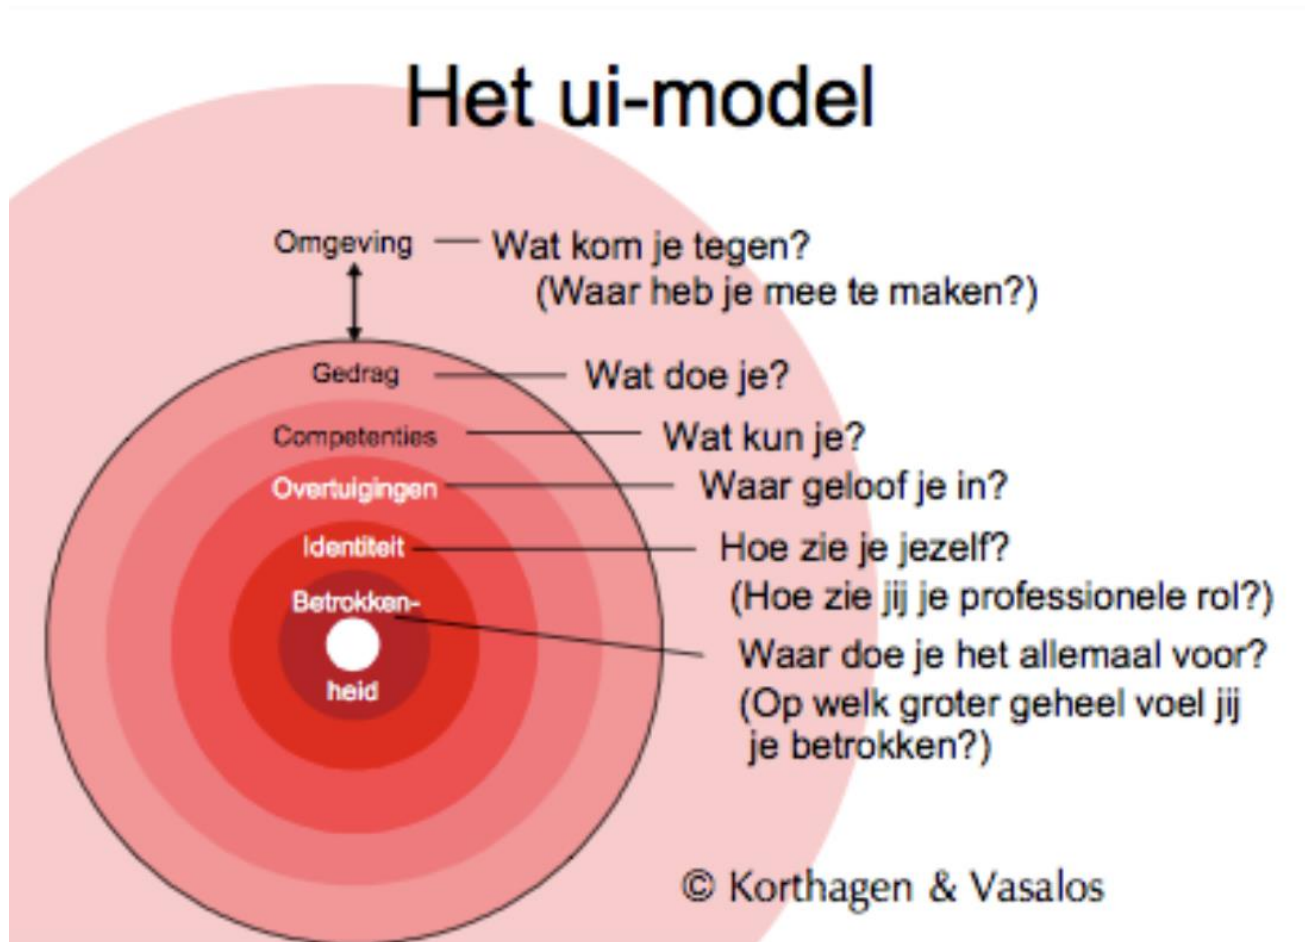 Het ui-model
Omgeving
Wat kom je tegen?
(Waar heb je mee te maken?)
Gedrag
Wat doe je?
Competenties
Wat kun je?
Overtuigingen
Waar geloof je in?
Identiteit
Hoe zie je jezelf?
(Hoe zie jij je professionele rol?)
Betrokken-
heid
Waar doe je het allemaal voor?
(Op welk groter geheel voel jij
je betrokken?)
© Korthagen & Vasalos